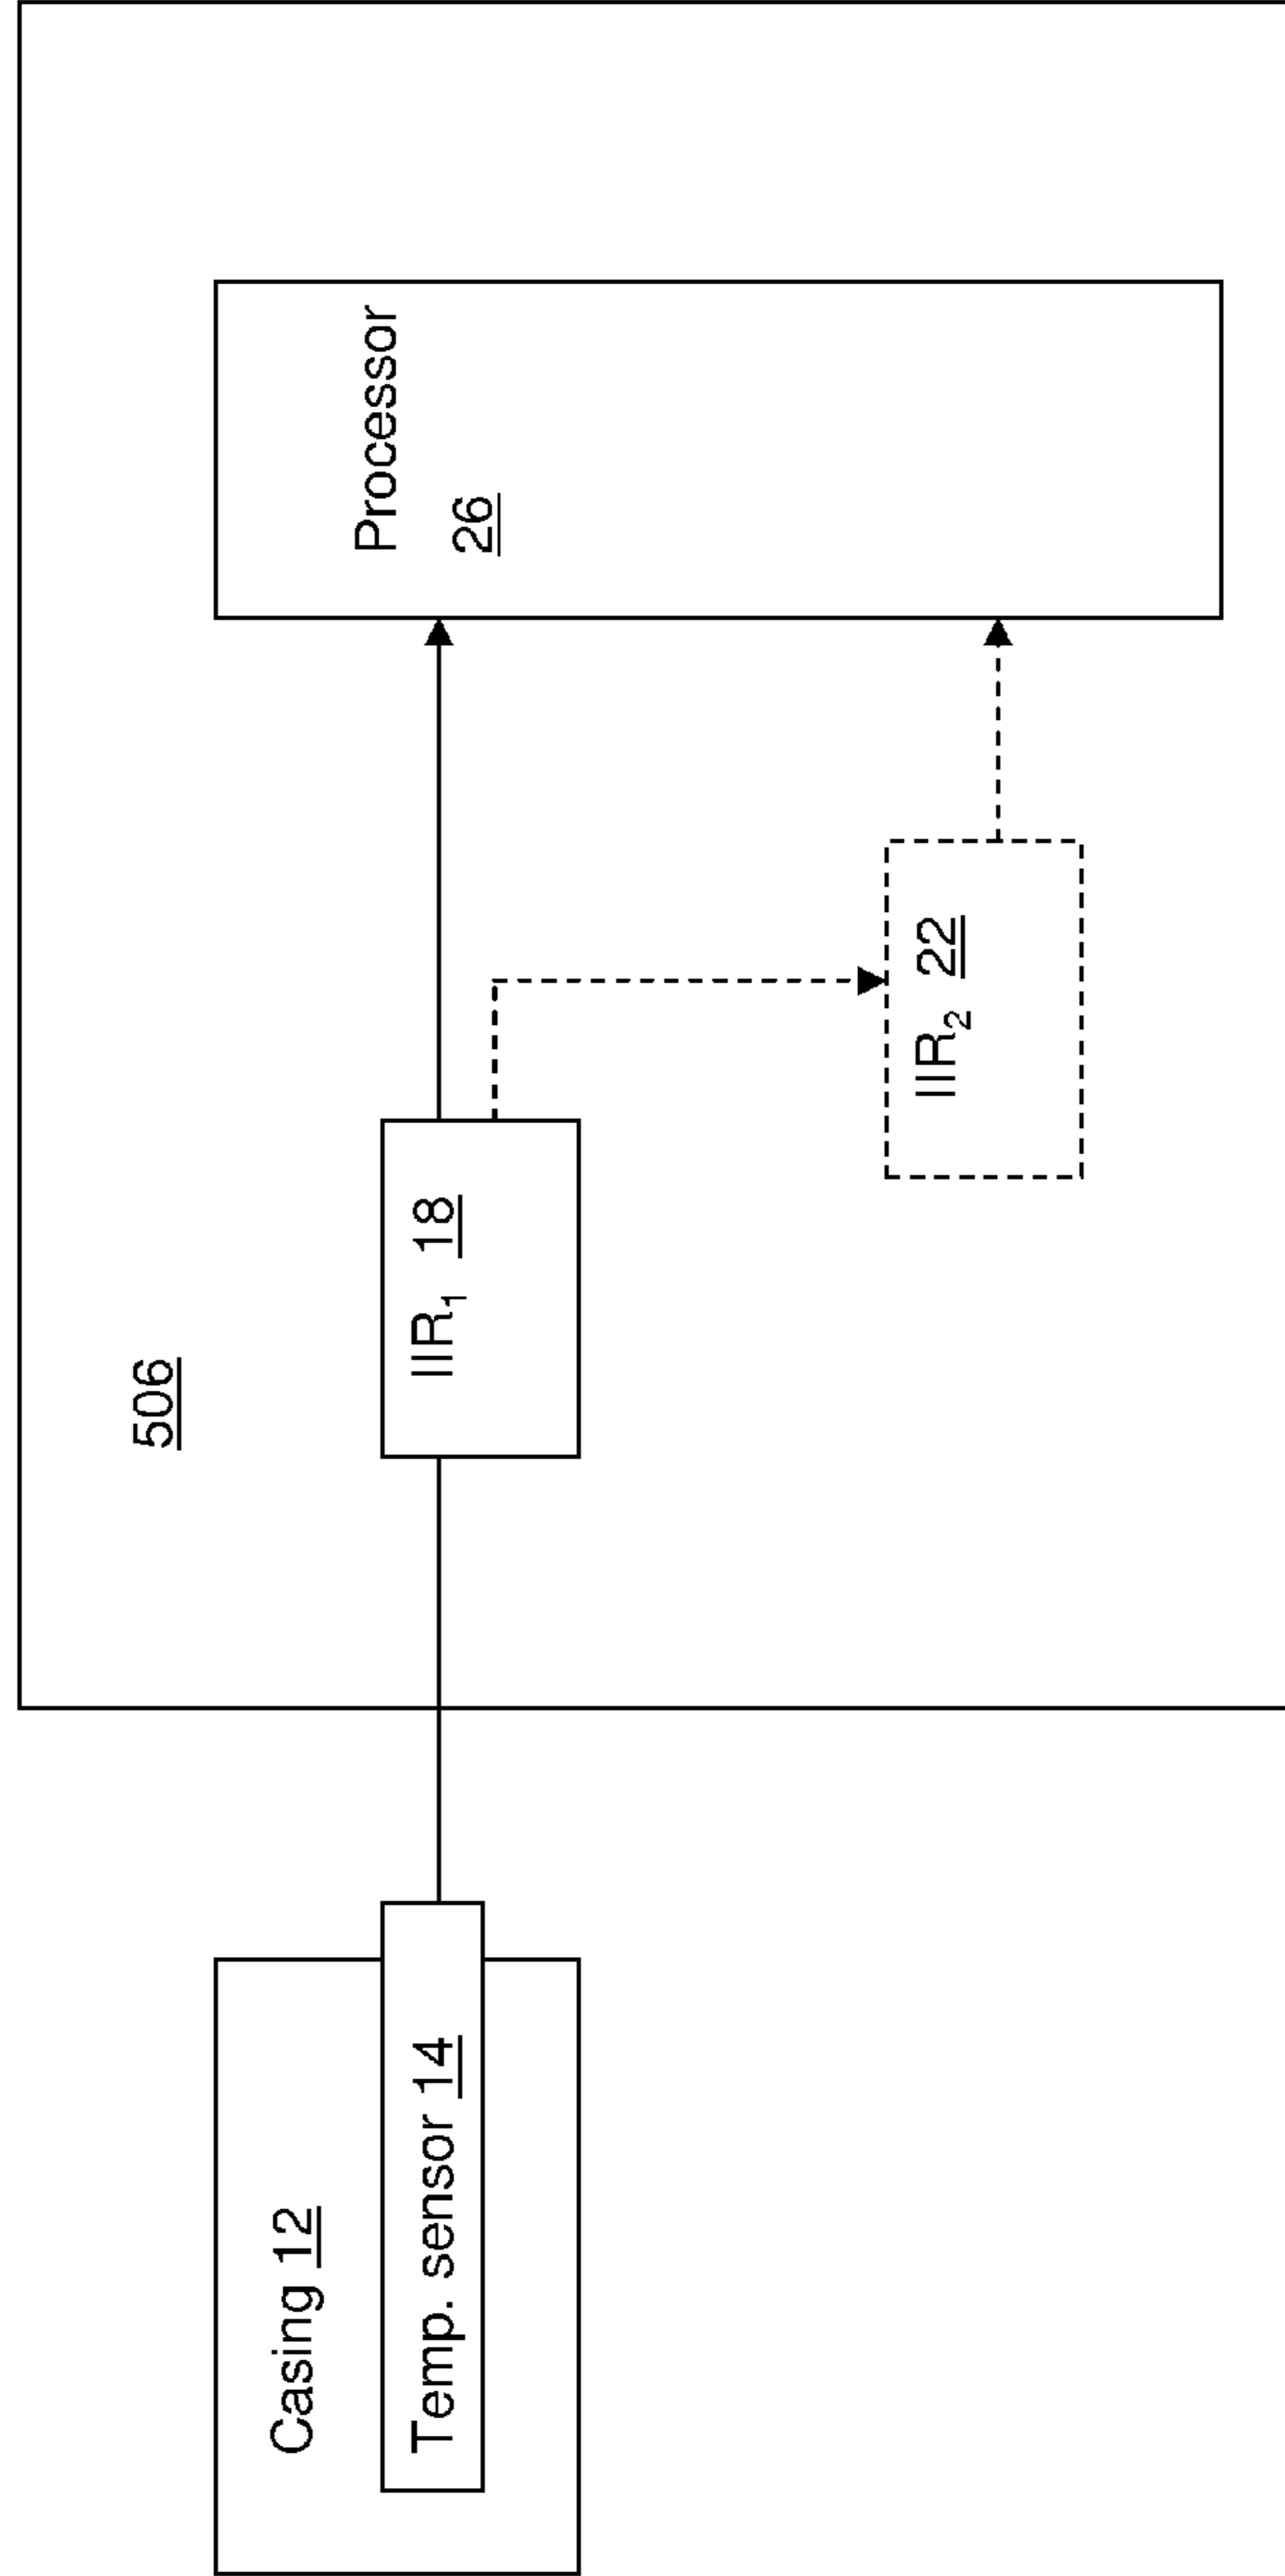 506
Casing 12
Temp. sensor 14
IIR₁ 18
IIR₂ 22
Processor
26